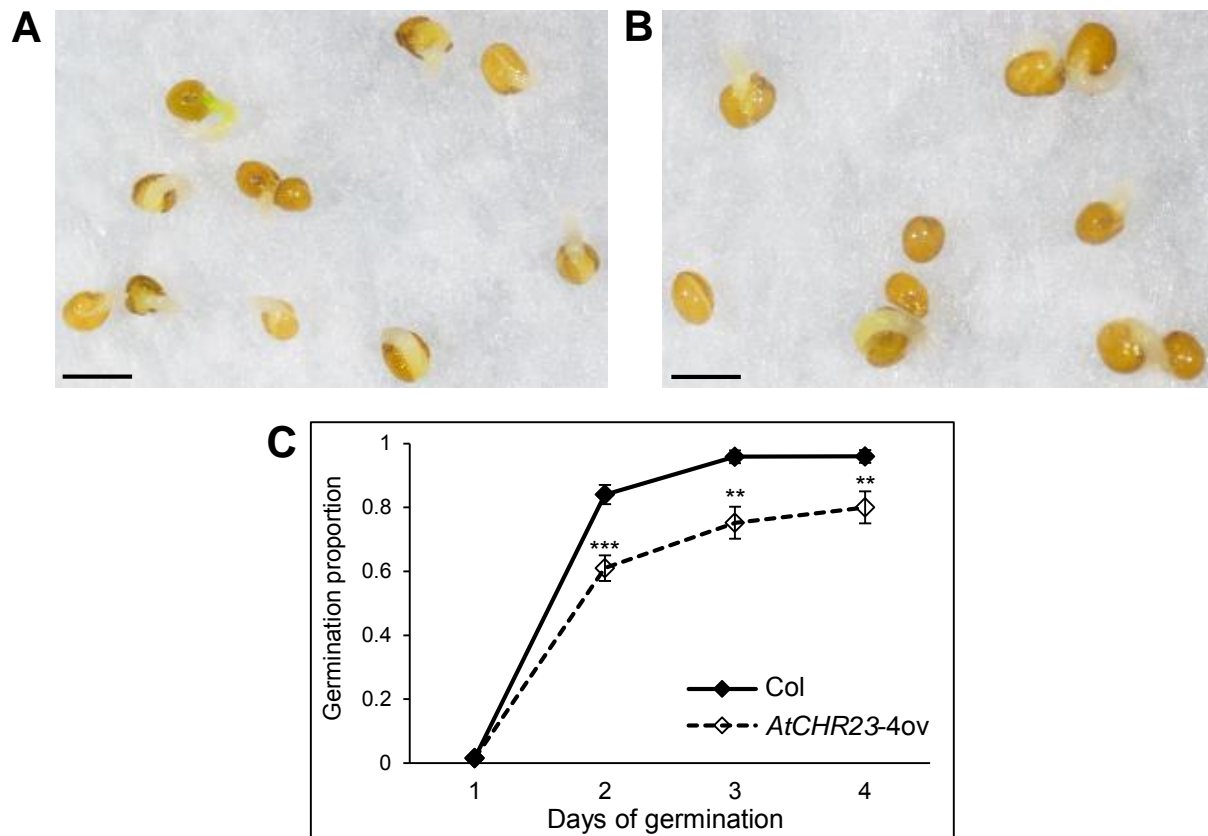 A
B
C
1
0.8
0.6
0.4
0.2
0
Germination proportion
***
**
**
Col
AtCHR23-4ov
1 2 3 4
Days of germination